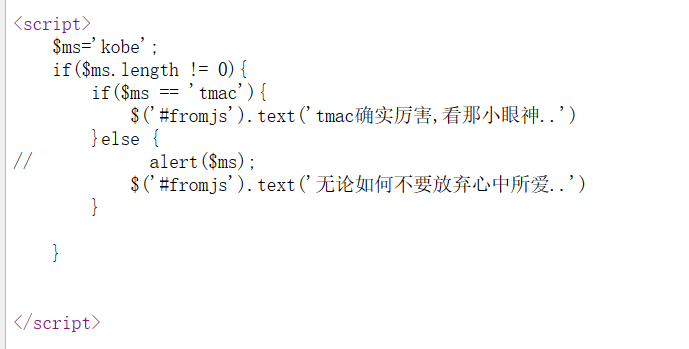 <script>
    $ms='kobe';
    if($ms.length != 0){
        if($ms == 'tmac'){
            $('#fromjs').text('tmac确实厉害,看那小眼神..')
        }else {
//            alert($ms);
            $('#fromjs').text('无论如何不要放弃心中所爱..')
        }
    }
</script>